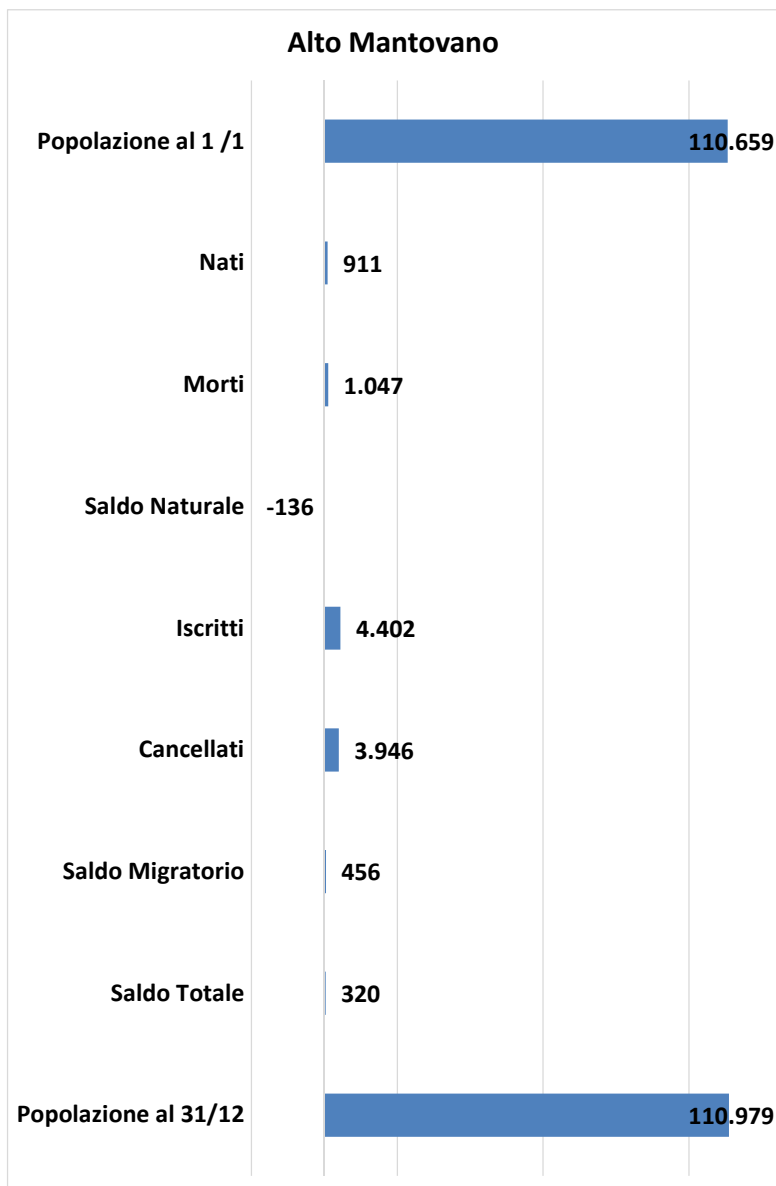 Alto Mantovano
Popolazione al 1 /1 110.659
Nati 911
Morti 1.047
Saldo Naturale -136
Iscritti 4.402
Cancellati 3.946
Saldo Migratorio 456
Saldo Totale 320
Popolazione al 31/12 110.979